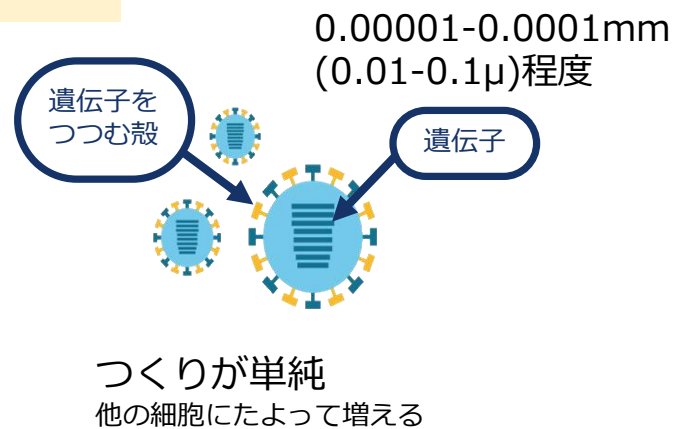 0.00001-0.0001mm
(0.01-0.1μ)程度
遺伝子を
つつむ殻
遺伝子
つくりが単純
他の細胞にたよって増える